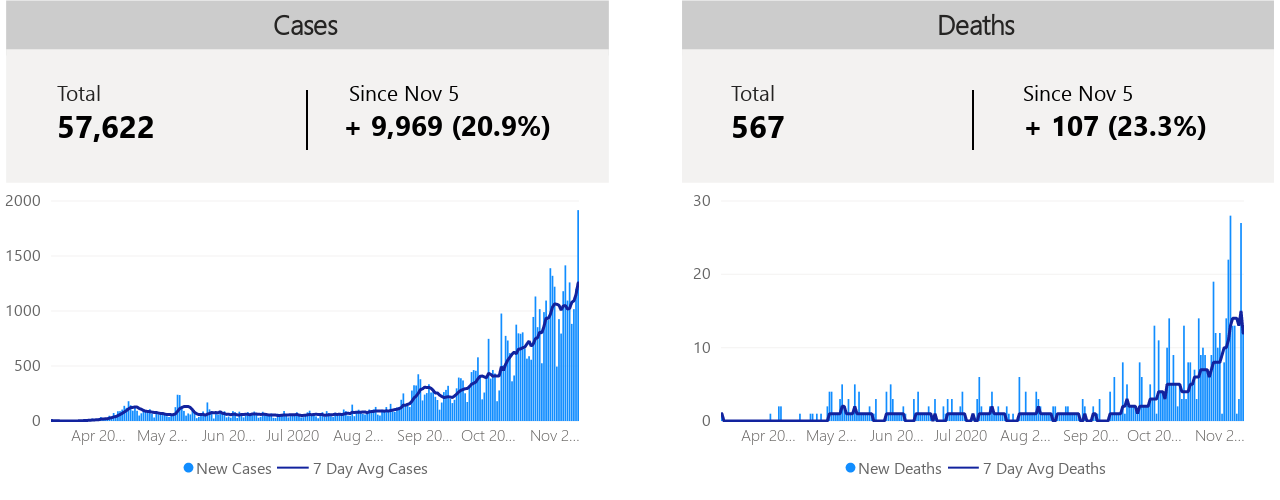 Cases
Total
57,622
Since Nov 5
+ 9,969 (20.9%)
2000
1500
1000
500
0
Apr 20... May 2... Jun 20... Jul 2020 Aug 2... Sep 20... Oct 20... Nov 2...
New Cases 7 Day Avg Cases
Deaths
Total
567
Since Nov 5
+ 107 (23.3%)
30
20
10
0
Apr 20... May 2... Jun 20... Jul 2020 Aug 2... Sep 20... Oct 20... Nov 2...
New Deaths 7 Day Avg Deaths